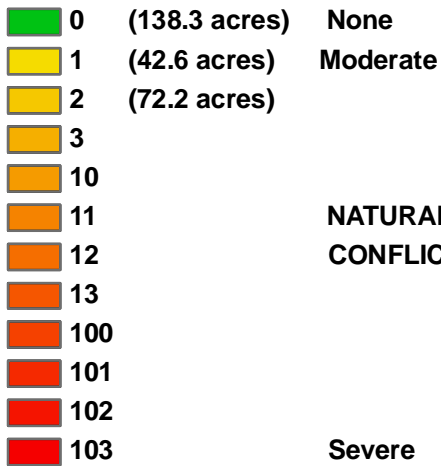 0 (138.3 acres) None
1 (42.6 acres) Moderate
2 (72.2 acres)
3
10
11 NATURAL
12 CONFLIC
13
100
101
102
103 Severe